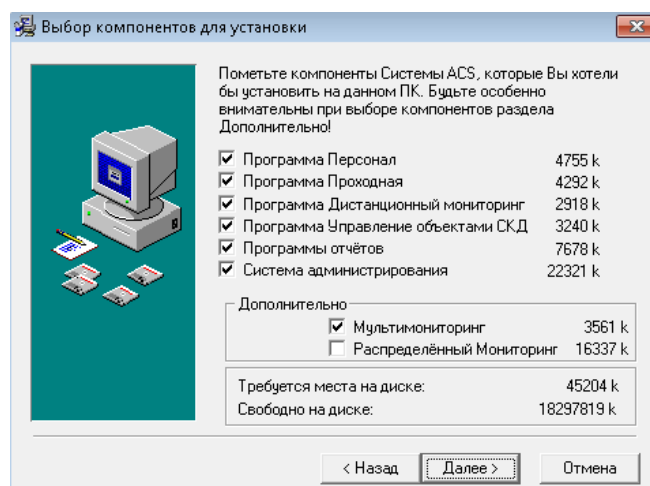 Выбор компонентов для установки
Пометьте компоненты Системы ACS, которые Вы хотели
бы установить на данном ПК. Будьте особенно
внимательны при выборе компонентов раздела
Дополнительно!
Программа Персонал 4755 k
Программа Проходная 4292 k
Программа Дистанционный мониторинг 2918 k
Программа Управление объектами СКД 3240 k
Программы отчётов 7678 k
Система администрирования 22321 k
Дополнительно
Мультимониторинг 3561 k
Распределённый Мониторинг 16337 k
Требуется места на диске: 45204 k
Свободно на диске: 18297819 k
< Назад Далее > Отмена